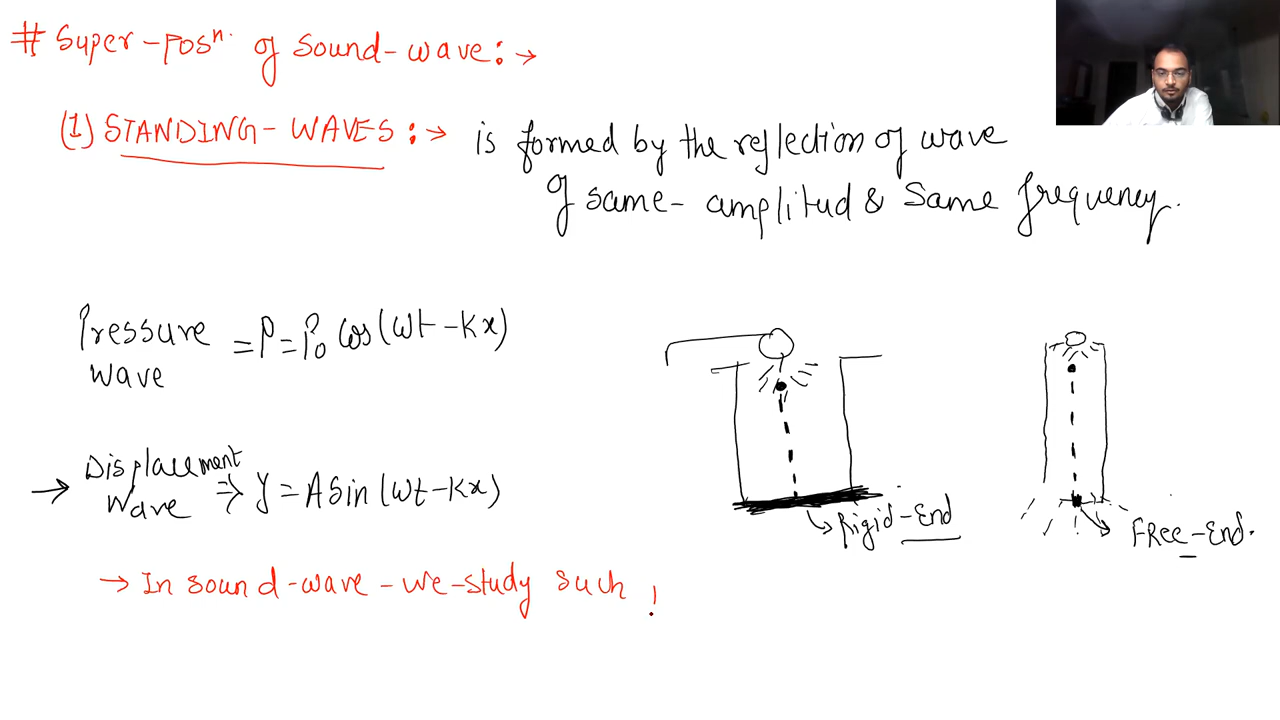 # Super-Posⁿ. of Sound-wave:→
(1) STANDING-WAVES:→ is formed by the reflection of wave
of same-amplitud & Same frequency.
Pressure wave = P = P₀ Cos(ωt-Kx)
→ Displacement wave ⇒ y = A Sin(ωt-Kx)
Rigid-End
FRee-End.
→ In sound-wave-we-study such